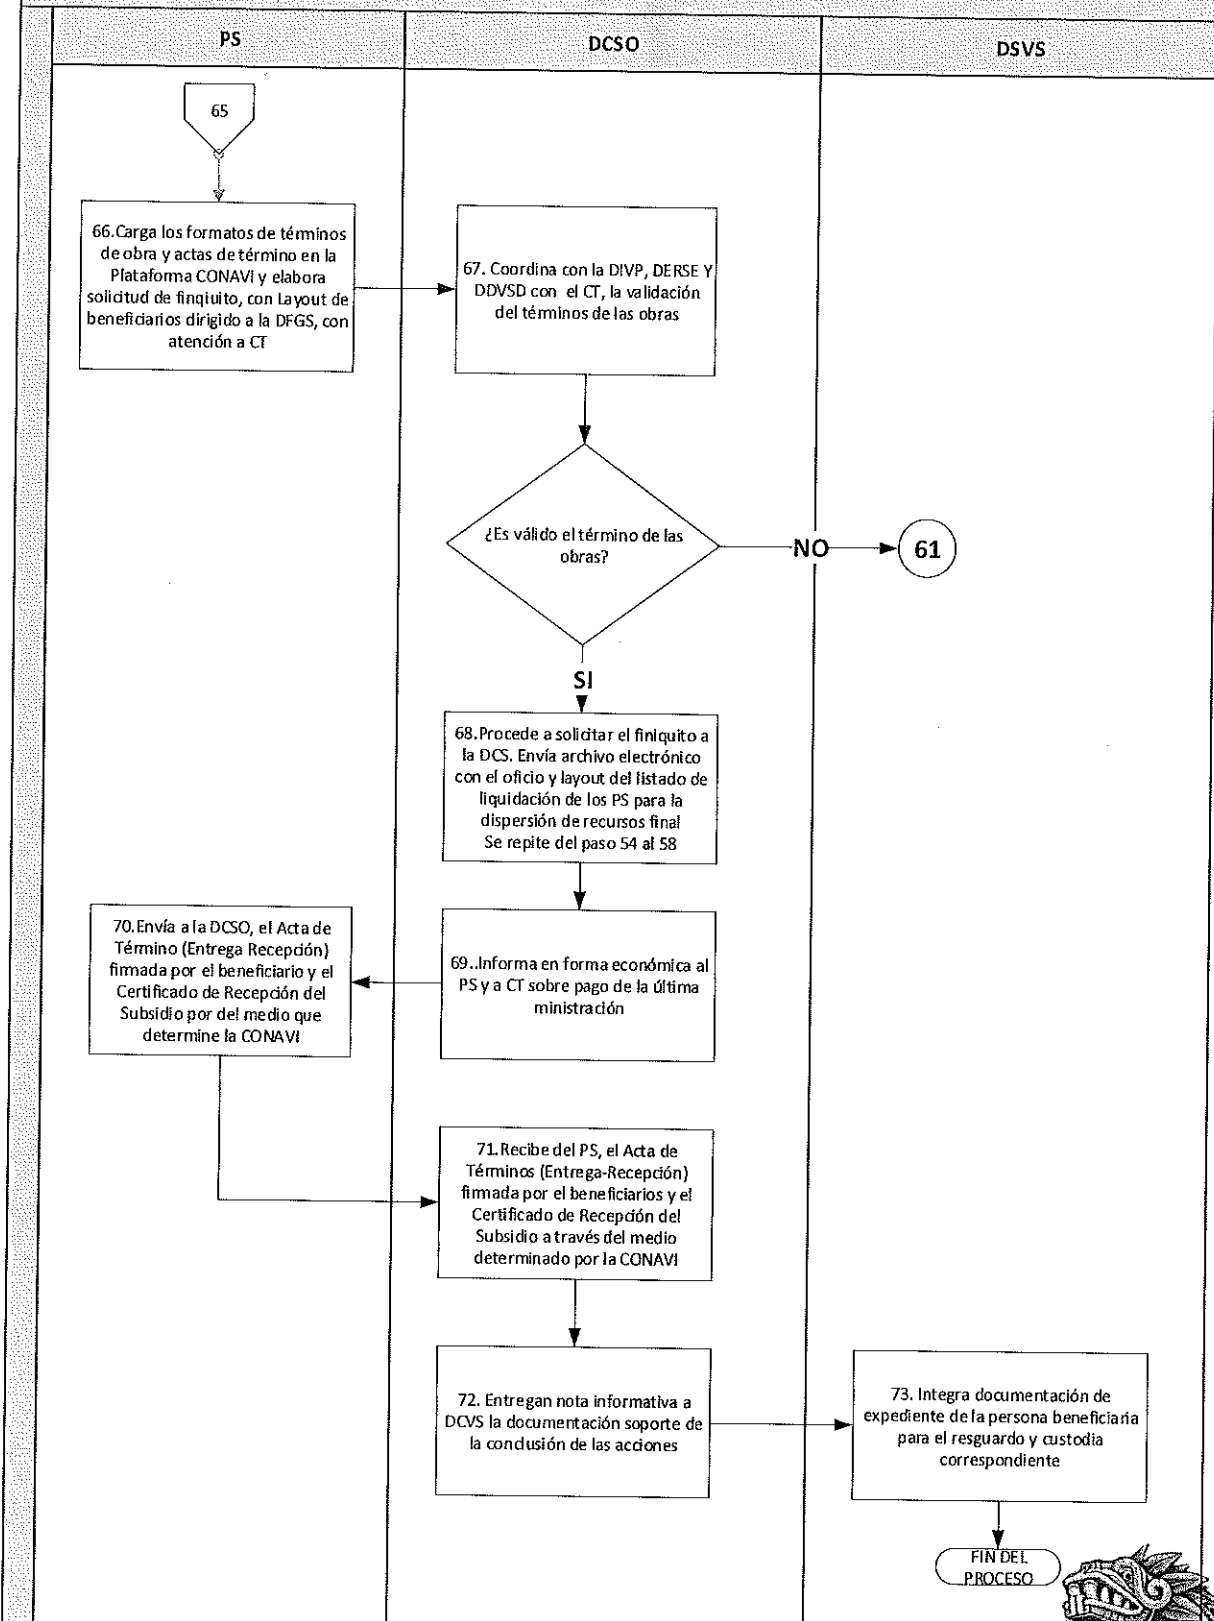 PS
DCSO
DSVS
65
66.Carga los formatos de términos
de obra y actas de término en la
Plataforma CONAVI y elabora
solicitud de finqiuito, con Layout de
beneficiarios dirigido a la DFGS, con
atención a CT
67. Coordina con la DIVP, DERSE Y
DDVSD con el CT, la validación
del términos de las obras
¿Es válido el término de las
obras?
NO
61
SI
68.Procede a solicitar el finiquito a
la DCS. Envía archivo electrónico
con el oficio y layout del listado de
liquidación de los PS para la
dispersión de recursos final
Se repite del paso 54 al 58
69..Informa en forma económica al
PS y a CT sobre pago de la última
ministración
70.Envía a la DCSO, el Acta de
Término (Entrega Recepción)
firmada por el beneficiario y el
Certificado de Recepción del
Subsidio por del medio que
determine la CONAVI
71.Recibe del PS, el Acta de
Términos (Entrega-Recepción)
firmada por el beneficiarios y el
Certificado de Recepción del
Subsidio a través del medio
determinado por la CONAVI
72. Entregan nota informativa a
DCVS la documentación soporte de
la conclusión de las acciones
73. Integra documentación de
expediente de la persona beneficiaria
para el resguardo y custodia
correspondiente
FIN DEL
PROCESO